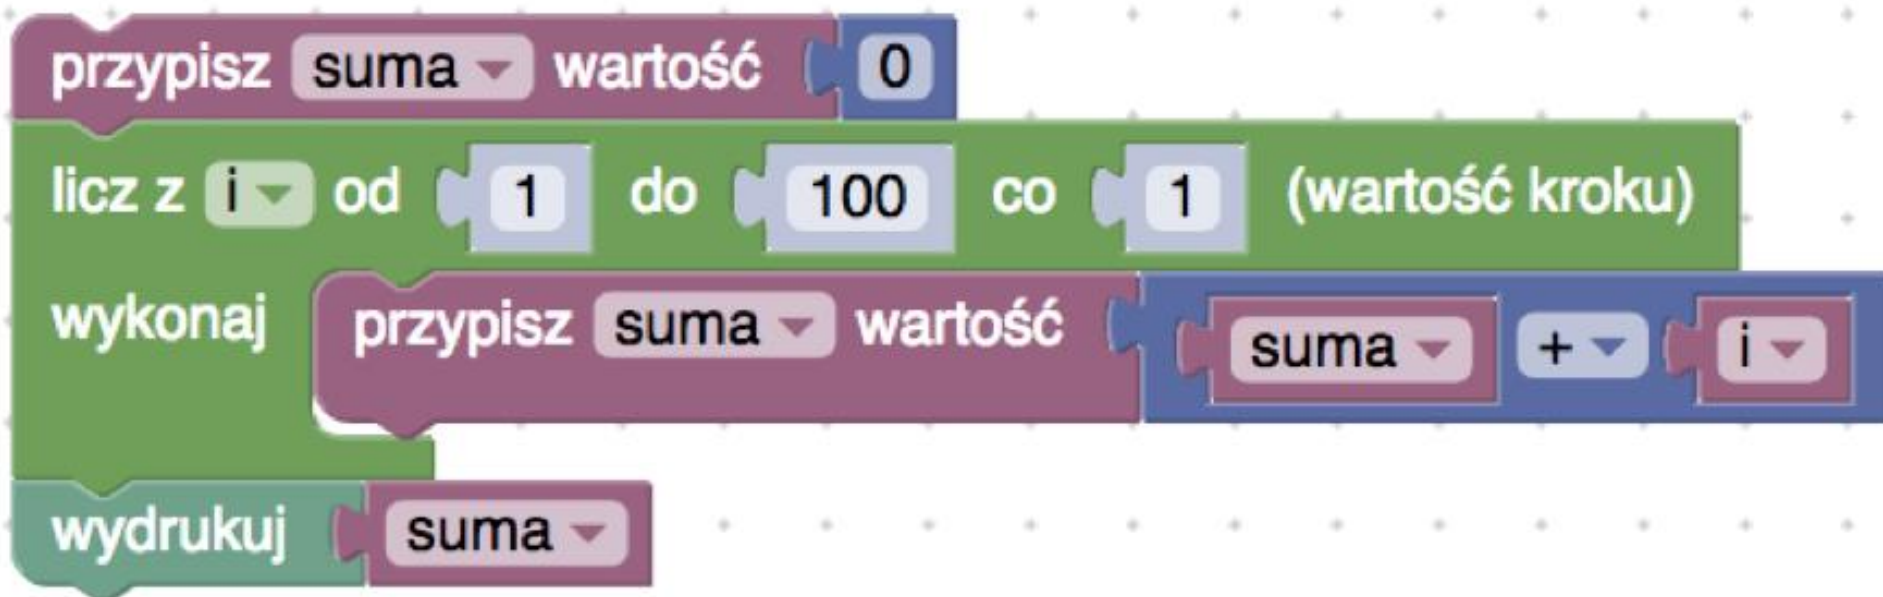 przypisz suma wartość 0
licz z i od 1 do 100 co 1 (wartość kroku)
wykonaj przypisz suma wartość suma + i
wydrukuj suma